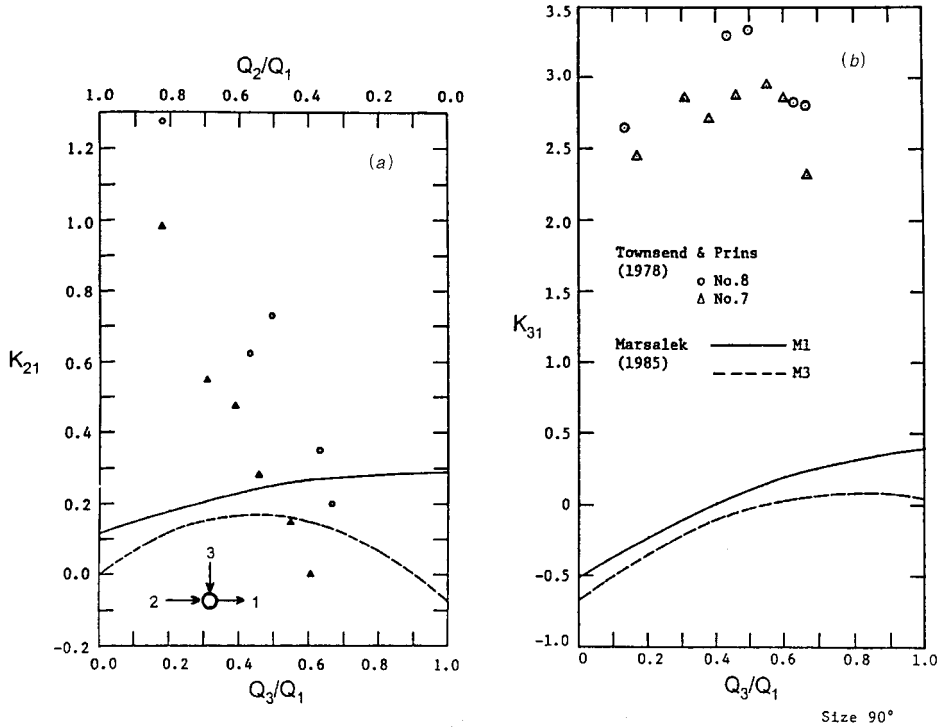 Q2/Q1
1.0 0.8 0.6 0.4 0.2 0.0
(a)
K21
1.2
1.0
0.8
0.6
0.4
0.2
0.0
-0.2
3
2 1
0.0 0.2 0.4 0.6 0.8 1.0
Q3/Q1
(b)
K31
3.5
3.0
2.5
2.0
1.5
1.0
0.5
0
-0.5
-1.0
Townsend & Prins
(1978)
No.8
No.7
Marsalek M1
(1985)
M3
0 0.2 0.4 0.6 0.8 1.0
Q3/Q1
Size 90°